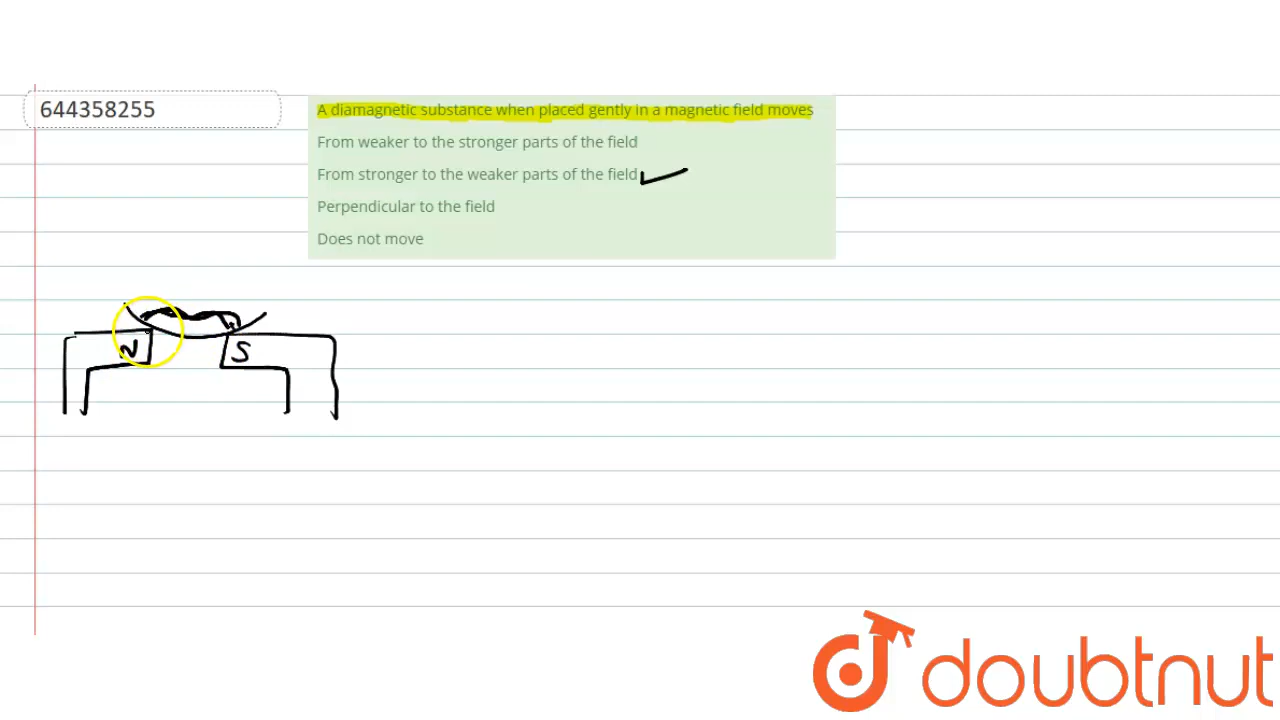 644358255
A diamagnetic substance when placed gently in a magnetic field moves
From weaker to the stronger parts of the field
From stronger to the weaker parts of the field
Perpendicular to the field
Does not move
N S
doubtnut